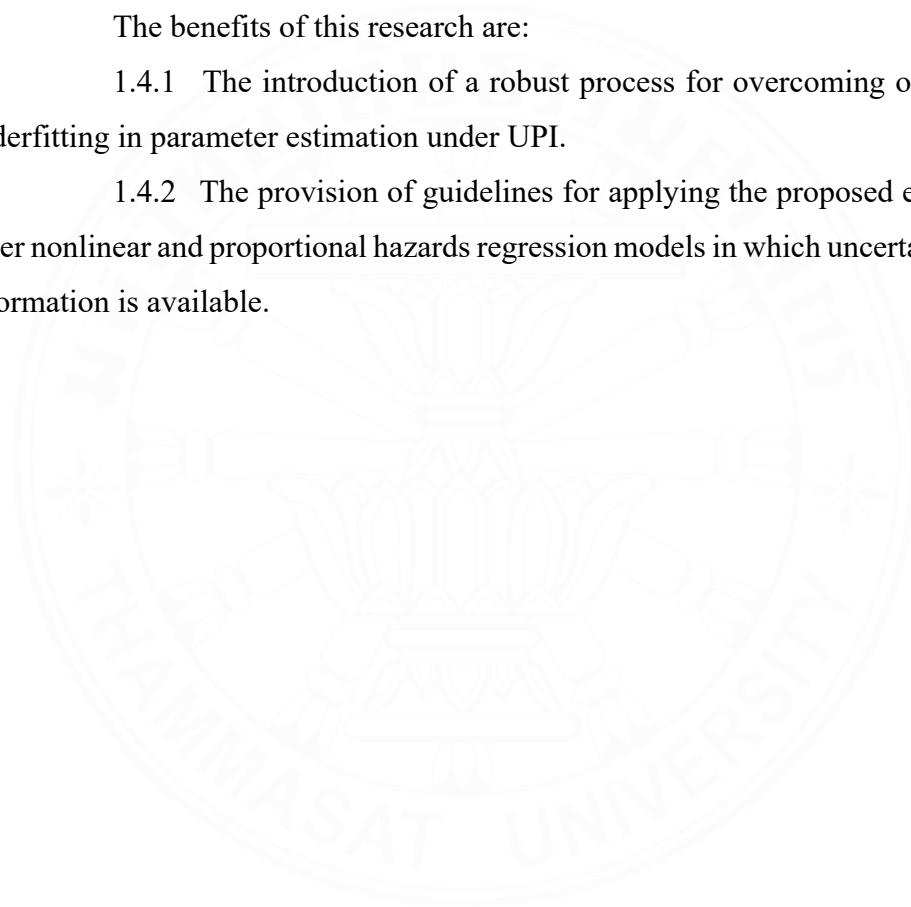 The benefits of this research are:
1.4.1 The introduction of a robust process for overcoming o
derfitting in parameter estimation under UPI.
1.4.2 The provision of guidelines for applying the proposed e
er nonlinear and proportional hazards regression models in which uncerta
ormation is available.
THAMMASAT UNIVERSITY